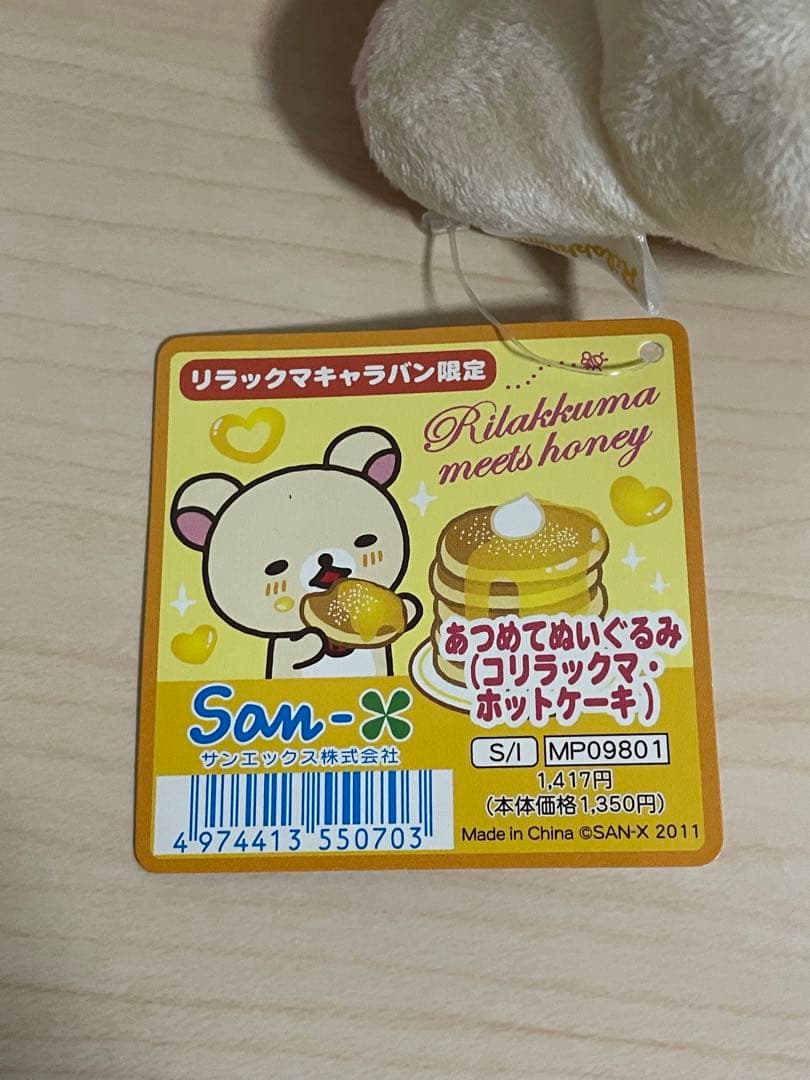 リラックマキャラバン限定
Rilakkuma
meets honey
あつめてぬいぐるみ
(コリラックマ・
ホットケーキ)
San-X
サンエックス株式会社
S/I MP09801
1,417円
(本体価格1,350円)
4 974413 550703
Made in China ©SAN-X 2011